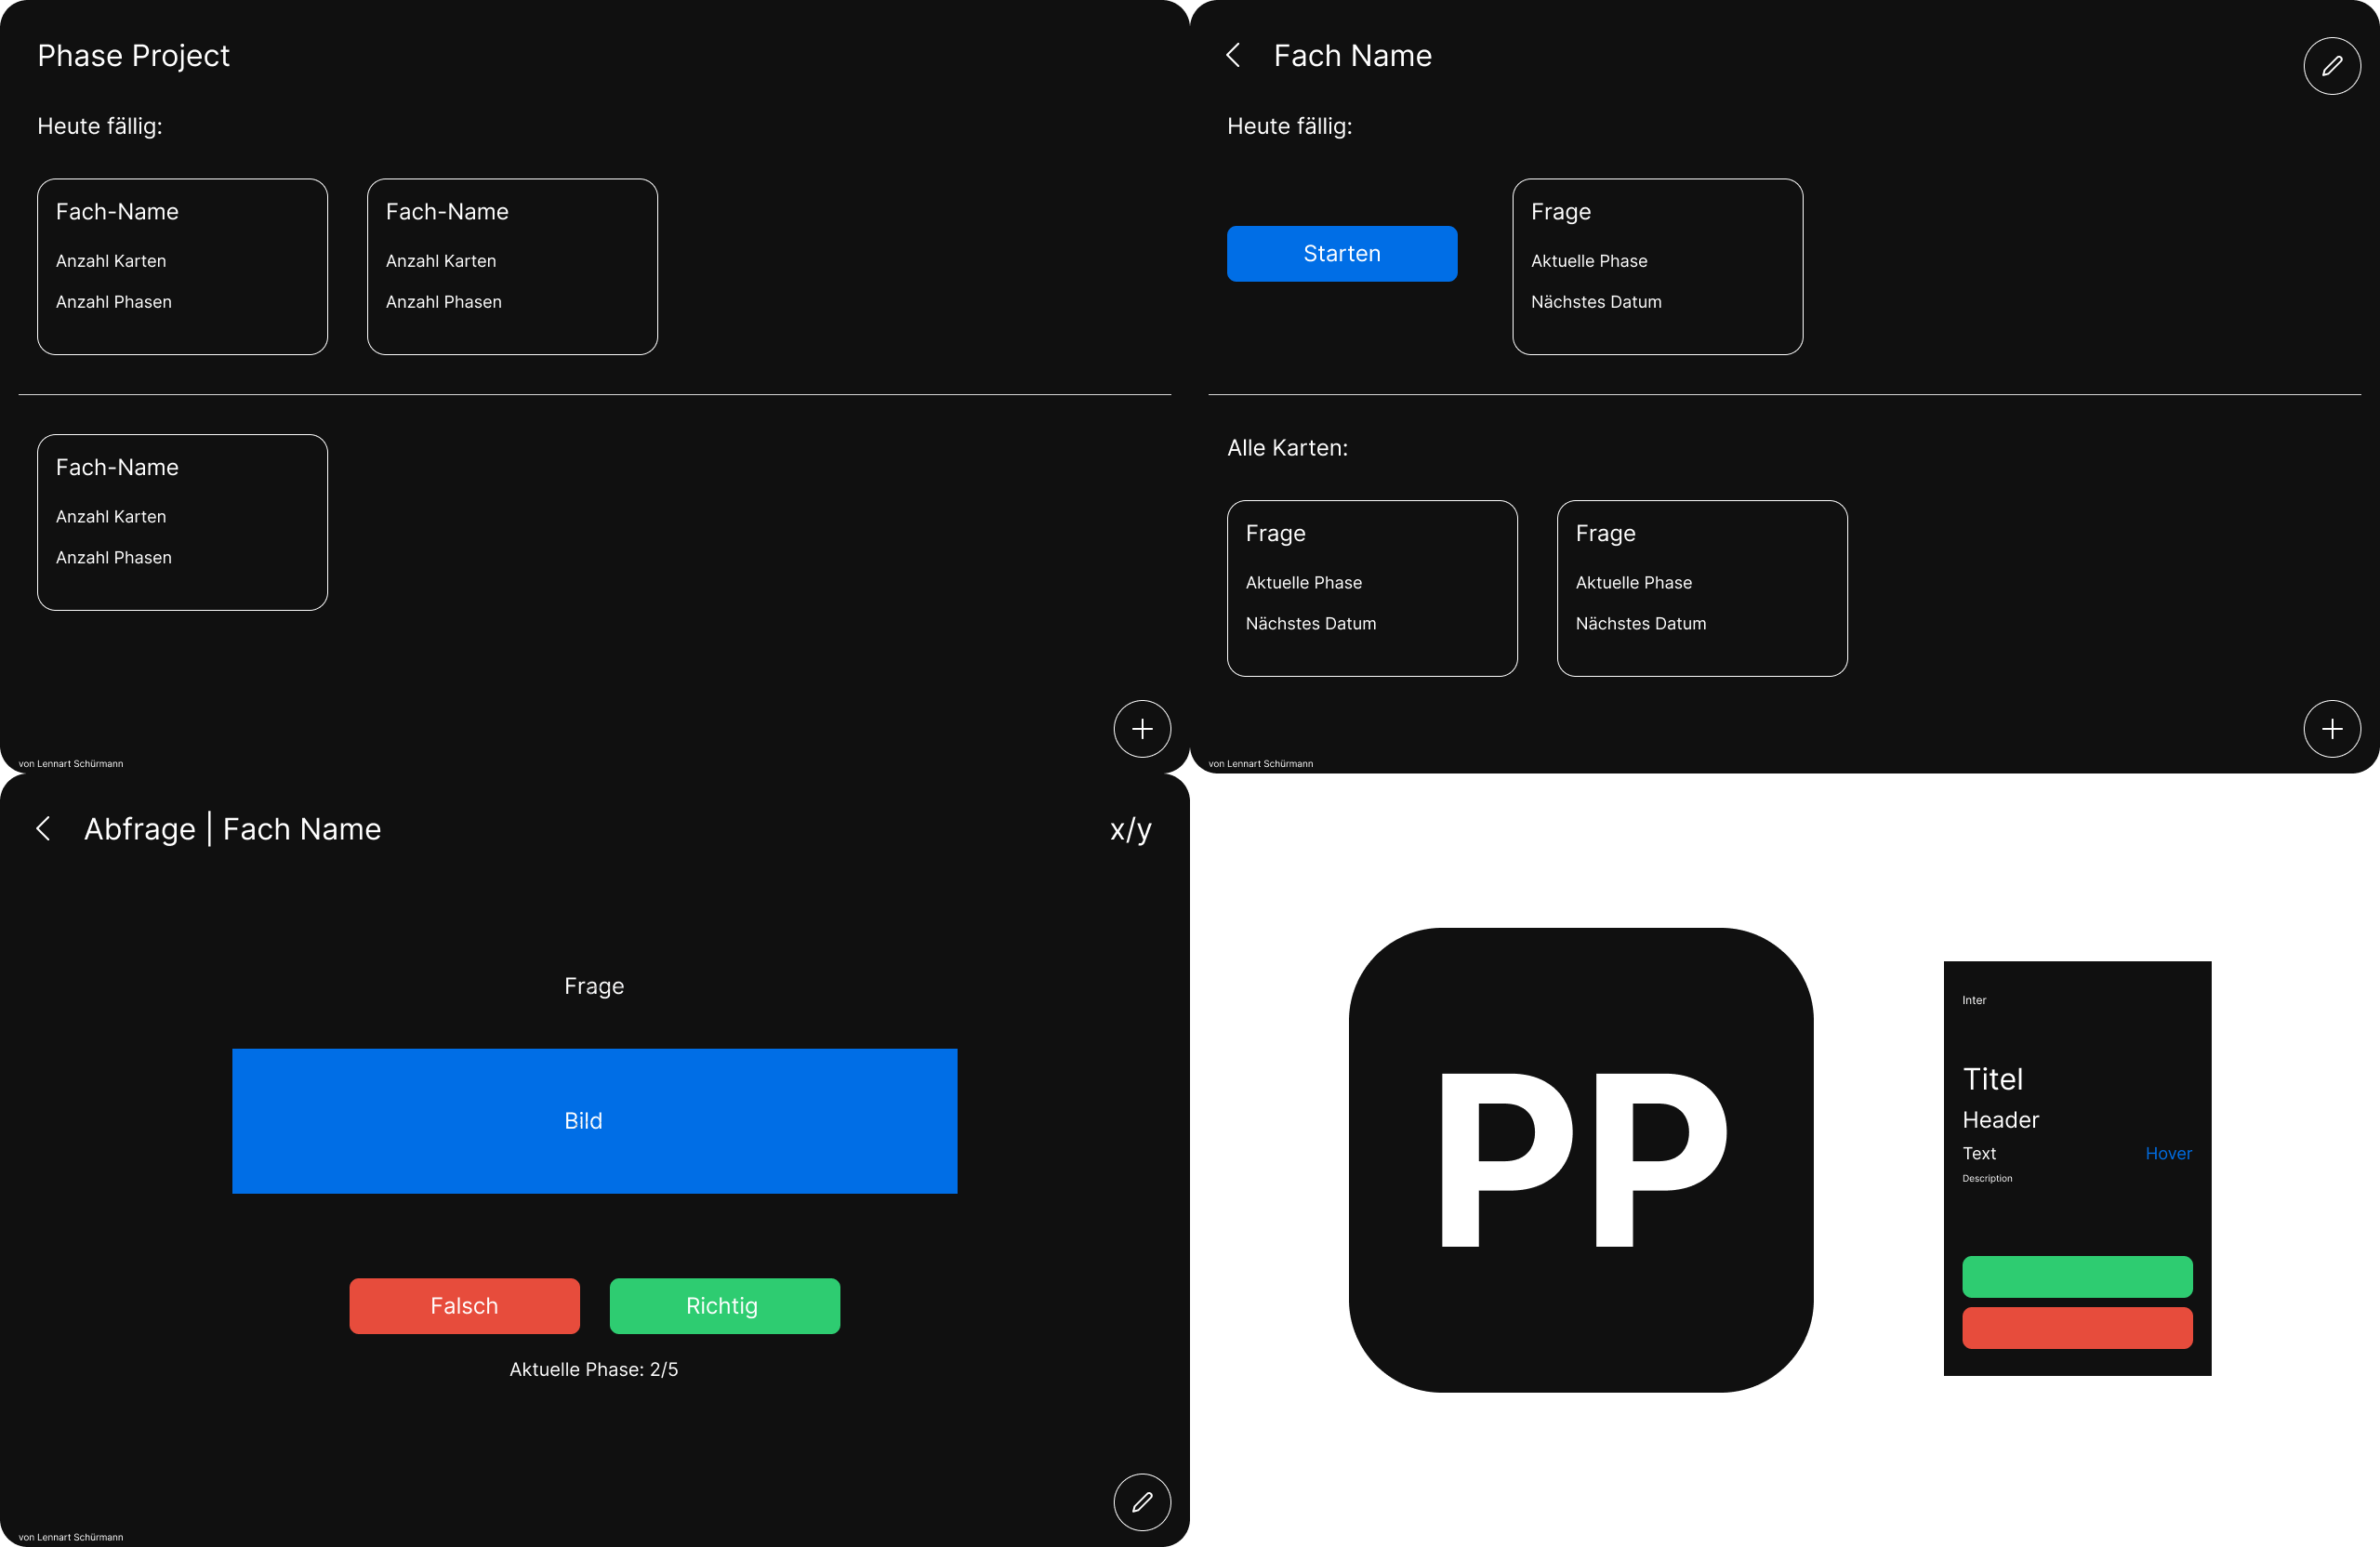 Phase Project
Heute fällig:
Fach-Name
Anzahl Karten
Anzahl Phasen
Fach-Name
Anzahl Karten
Anzahl Phasen
Fach-Name
Anzahl Karten
Anzahl Phasen
von Lennart Schürmann
Fach Name
Heute fällig:
Starten
Frage
Aktuelle Phase
Nächstes Datum
Alle Karten:
Frage
Aktuelle Phase
Nächstes Datum
Frage
Aktuelle Phase
Nächstes Datum
von Lennart Schürmann
Abfrage | Fach Name
x/y
Frage
Bild
Falsch
Richtig
Aktuelle Phase: 2/5
von Lennart Schürmann
PP
Inter
Titel
Header
Text
Hover
Description